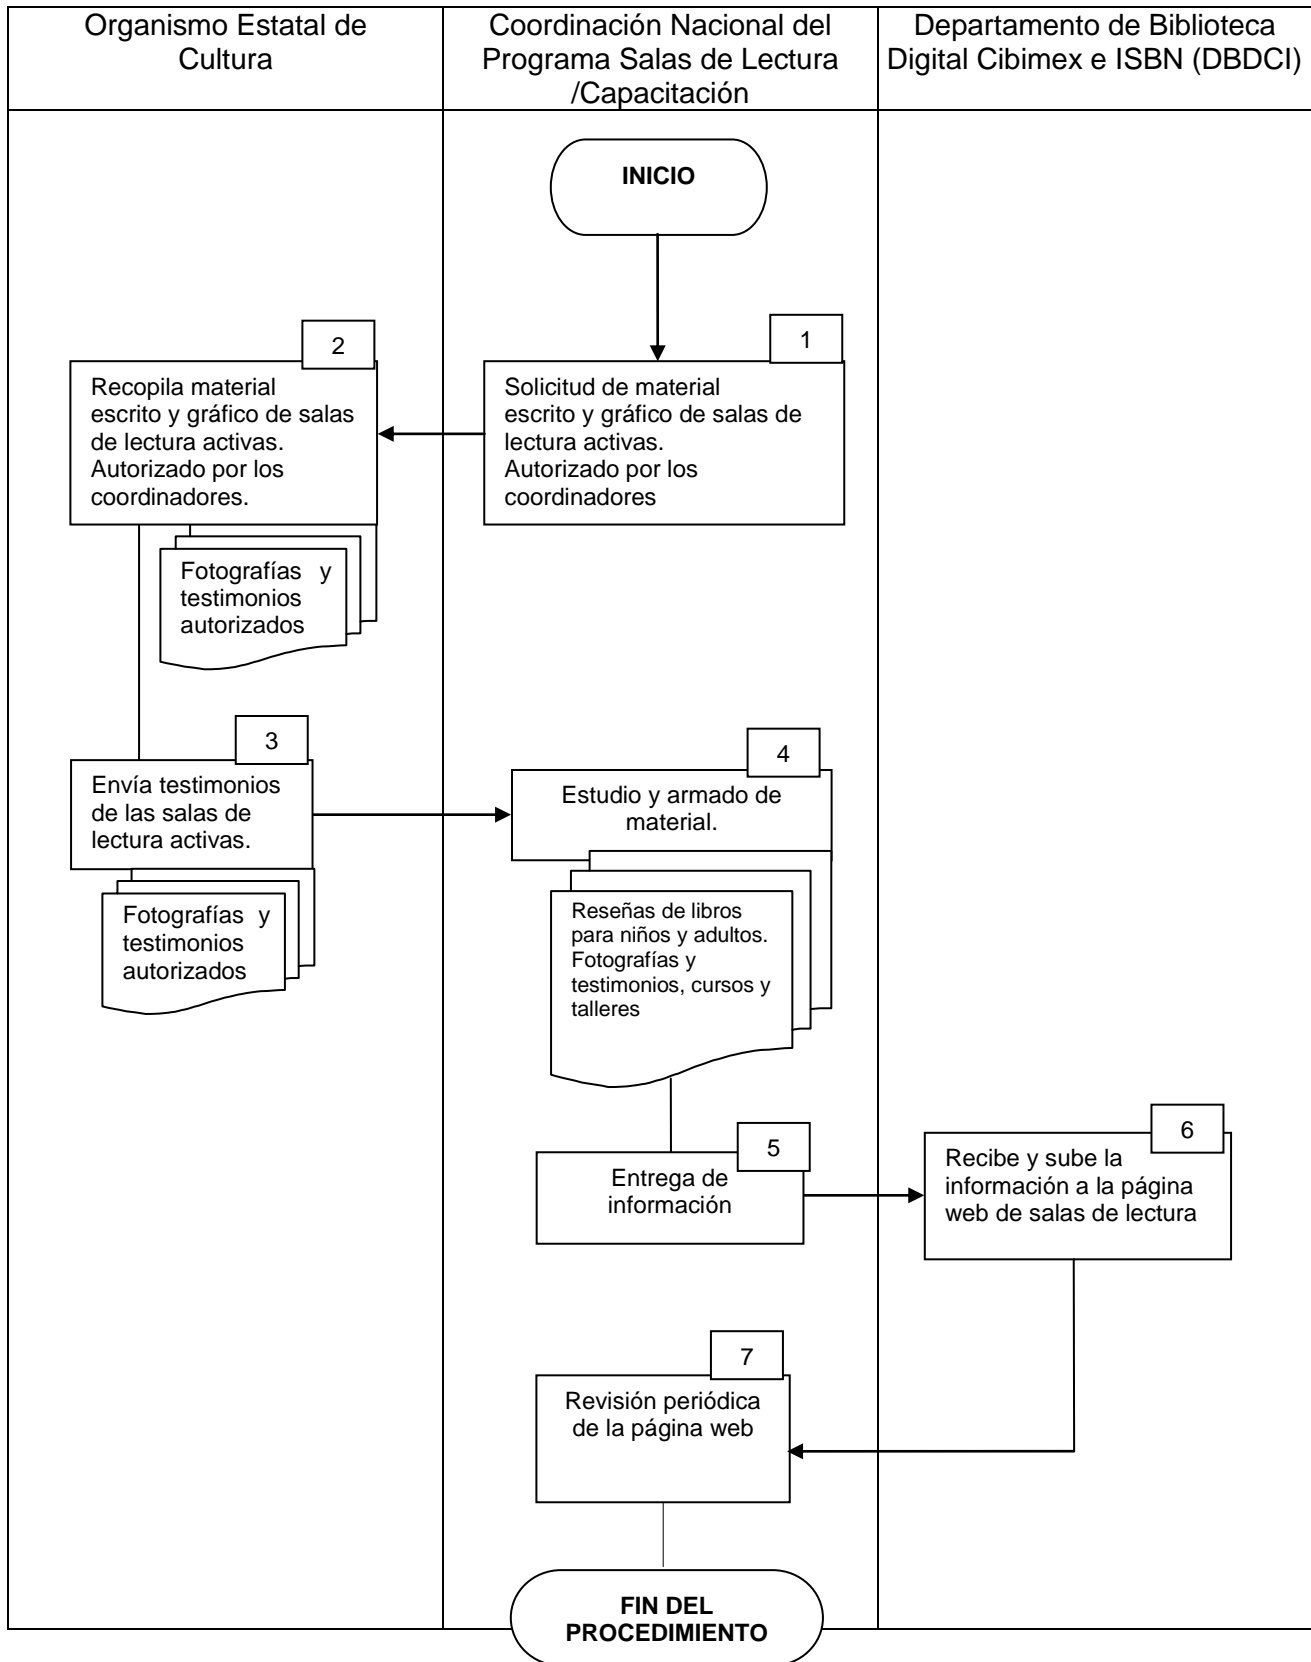 Organismo Estatal de
Cultura
Coordinación Nacional del
Programa Salas de Lectura
/Capacitación
Departamento de Biblioteca
Digital Cibimex e ISBN (DBDCI)
INICIO
1
Solicitud de material
escrito y gráfico de salas de
lectura activas.
Autorizado por los
coordinadores
2
Recopila material
escrito y gráfico de salas
de lectura activas.
Autorizado por los
coordinadores.
Fotografías y
testimonios
autorizados
3
Envía testimonios
de las salas de
lectura activas.
Fotografías y
testimonios
autorizados
4
Estudio y armado de
material.
Reseñas de libros
para niños y adultos.
Fotografías y
testimonios, cursos y
talleres
5
Entrega de
información
6
Recibe y sube la
información a la página
web de salas de lectura
7
Revisión periódica
de la página web
FIN DEL
PROCEDIMIENTO